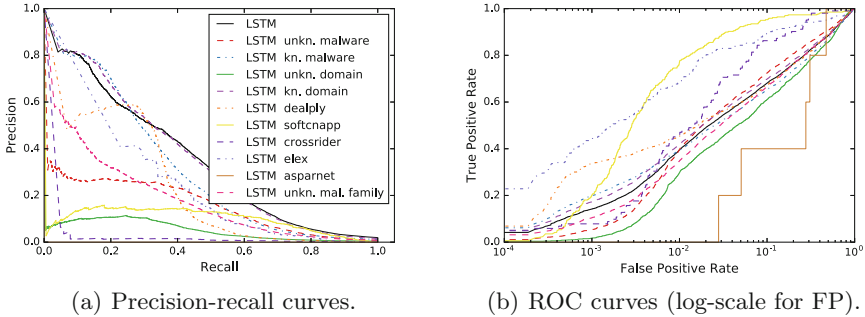 1.0
0.8
0.6
0.4
0.2
0.0
Precision
0.0 0.2 0.4 0.6 0.8 1.0
Recall
LSTM
LSTM unkn. malware
LSTM kn. malware
LSTM unkn. domain
LSTM kn. domain
LSTM dealply
LSTM softcnapp
LSTM crossrider
LSTM elex
LSTM asparnet
LSTM unkn. mal. family
(a) Precision-recall curves.
1.0
0.8
0.6
0.4
0.2
0.0
True Positive Rate
10⁻⁴ 10⁻³ 10⁻² 10⁻¹ 10⁰
False Positive Rate
(b) ROC curves (log-scale for FP).